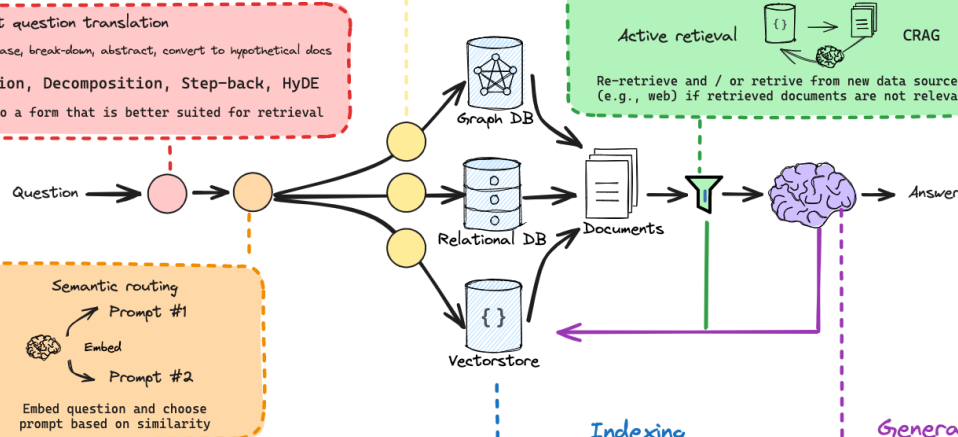 t question translation
ase, break-down, abstract, convert to hypothetical docs
ion, Decomposition, Step-back, HyDE
o a form that is better suited for retrieval
Active retieval
{}
CRAG
Re-retrieve and / or retrive from new data source
(e.g., web) if retrieved documents are not releva
Graph DB
Question
Answer
Documents
Relational DB
{}
Vectorstore
Semantic routing
Prompt #1
Embed
Prompt #2
Embed question and choose
prompt based on similarity
Indexing
Genera